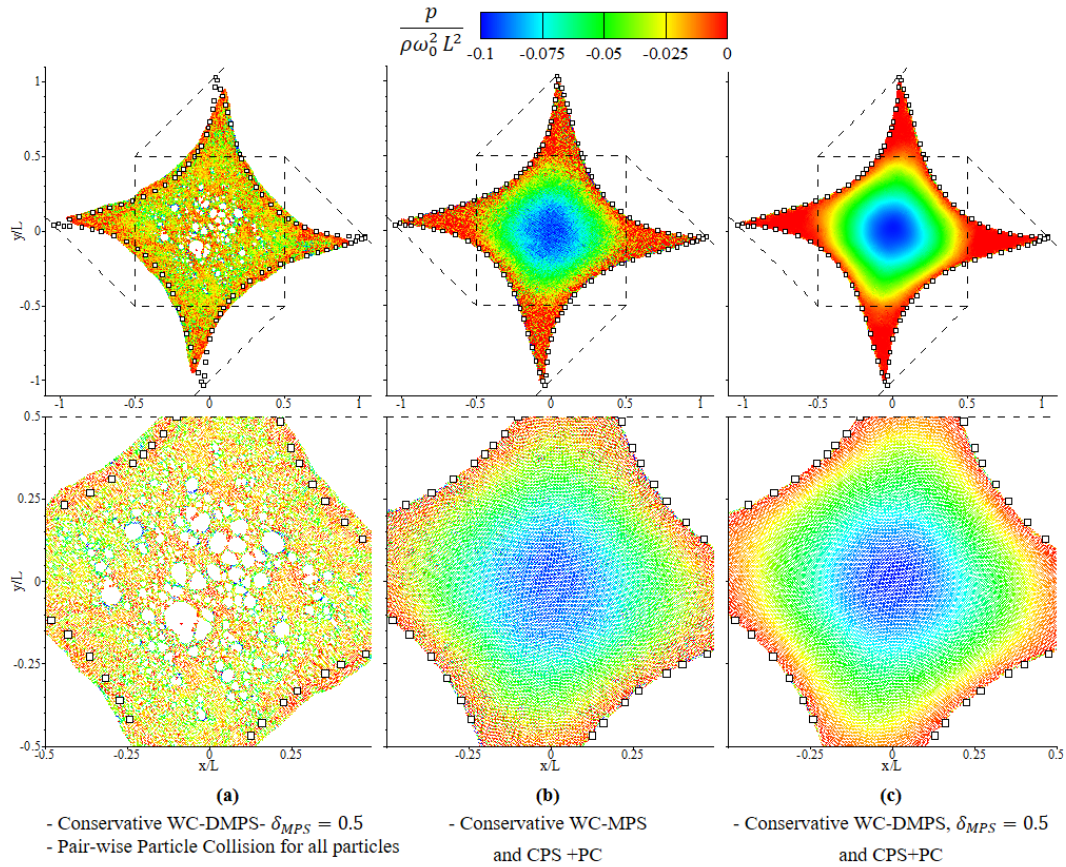 p
ρω₀² L²
-0.1 -0.075 -0.05 -0.025 0
1
0.5
0
-0.5
-1
y/L
-1 -0.5 0 0.5 1
-1 -0.5 0 0.5 1
-1 -0.5 0 0.5 1
0.5
0.25
0
-0.25
-0.5
y/L
-0.5 -0.25 0 0.25
-0.25 0 0.25
-0.25 0 0.25 0.5
x/L x/L x/L
(a) (b) (c)
- Conservative WC-DMPS- δ_MPS = 0.5
- Pair-wise Particle Collision for all particles
- Conservative WC-MPS
and CPS +PC
- Conservative WC-DMPS, δ_MPS = 0.5
and CPS+PC